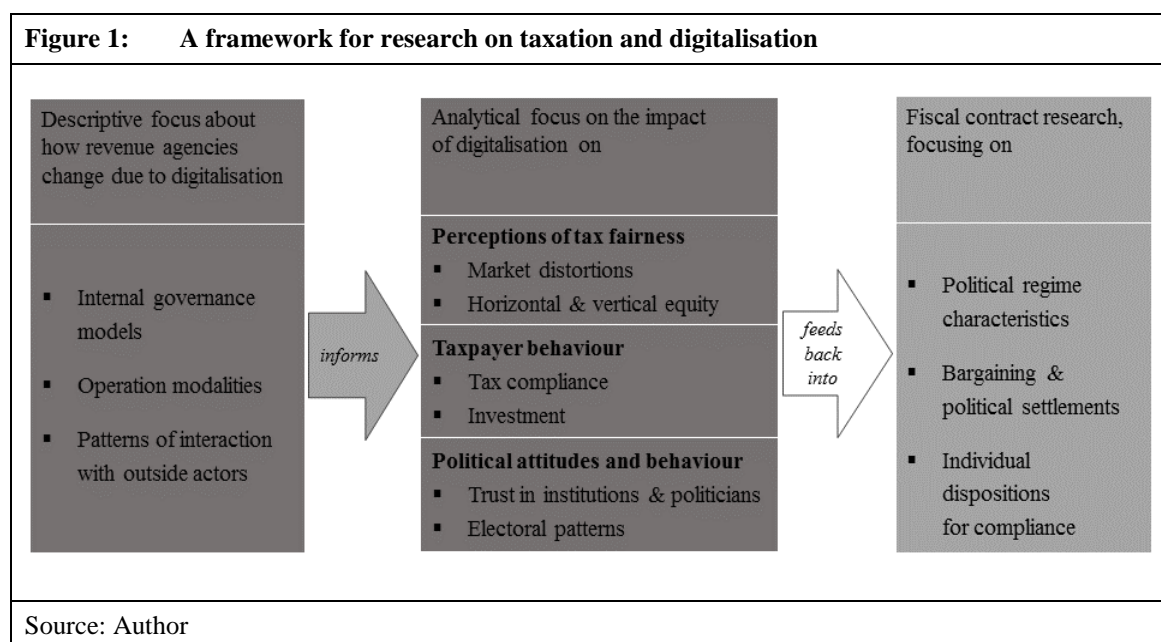 Figure 1: A framework for research on taxation and digitalisation
Descriptive focus about
how revenue agencies
change due to digitalisation
▪ Internal governance
models
▪ Operation modalities
▪ Patterns of interaction
with outside actors
informs
Analytical focus on the impact
of digitalisation on
Perceptions of tax fairness
▪ Market distortions
▪ Horizontal & vertical equity
Taxpayer behaviour
▪ Tax compliance
▪ Investment
Political attitudes and behaviour
▪ Trust in institutions & politicians
▪ Electoral patterns
feeds
back
into
Fiscal contract research,
focusing on
▪ Political regime
characteristics
▪ Bargaining &
political settlements
▪ Individual
dispositions
for compliance
Source: Author